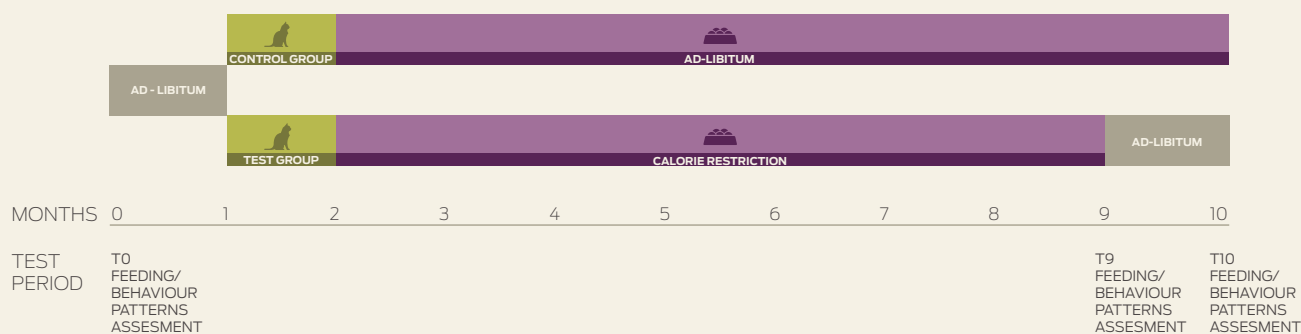 CONTROL GROUP
AD-LIBITUM
AD - LIBITUM
TEST GROUP
CALORIE RESTRICTION
AD-LIBITUM
MONTHS 0 1 2 3 4 5 6 7 8 9 10
TEST
PERIOD
T0
FEEDING/
BEHAVIOUR
PATTERNS
ASSESMENT
T9
FEEDING/
BEHAVIOUR
PATTERNS
ASSESMENT
T10
FEEDING/
BEHAVIOUR
PATTERNS
ASSESMENT